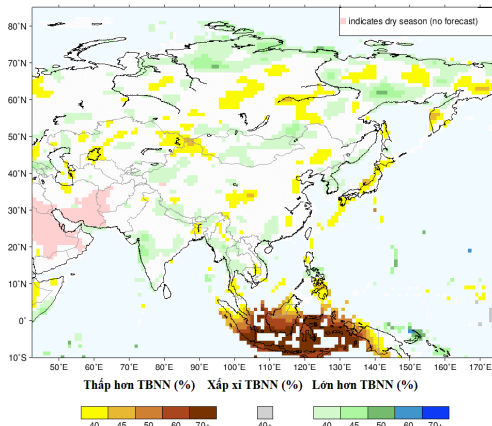 indicates dry season (no forecast)
80°N
70°N
60°N
50°N
40°N
30°N
20°N
10°N
0°
10°S
50°E 60°E 70°E 80°E 90°E 100°E 110°E 120°E 130°E 140°E 150°E 160°E 170°E
Thấp hơn TBNN (%) Xấp xỉ TBNN (%) Lớn hơn TBNN (%)
40 45 50 60 70+ 40+ 40 45 50 60 70+